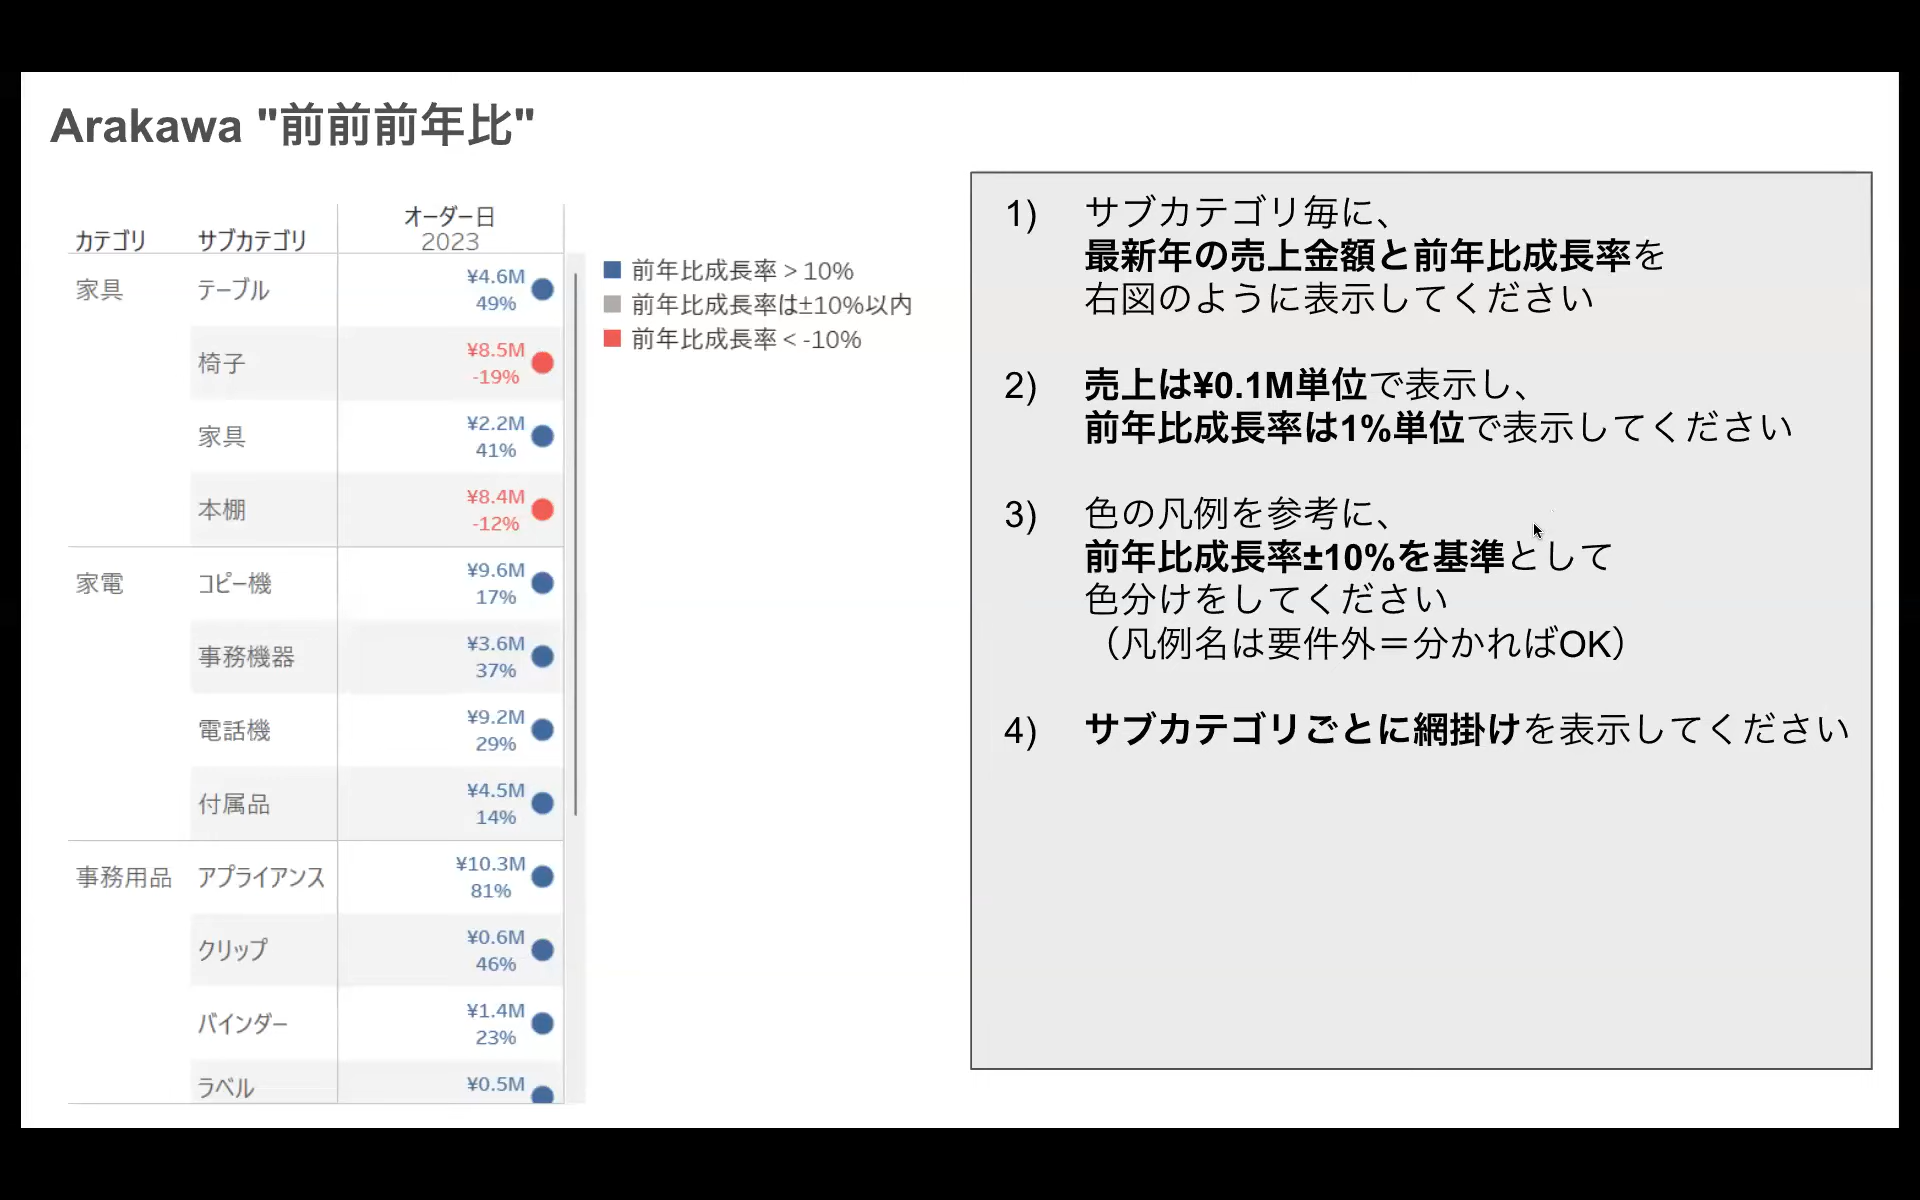 Arakawa "前前前年比"
カテゴリ サブカテゴリ オーダー日
2023
家具 テーブル ¥4.6M
49%
椅子 ¥8.5M
-19%
家具 ¥2.2M
41%
本棚 ¥8.4M
-12%
家電 コピー機 ¥9.6M
17%
事務機器 ¥3.6M
37%
電話機 ¥9.2M
29%
付属品 ¥4.5M
14%
事務用品 アプライアンス ¥10.3M
81%
クリップ ¥0.6M
46%
バインダー ¥1.4M
23%
ラベル ¥0.5M
前年比成長率 > 10%
前年比成長率は±10%以内
前年比成長率 < -10%
1) サブカテゴリ毎に、
最新年の売上金額と前年比成長率を
右図のように表示してください
2) 売上は¥0.1M単位で表示し、
前年比成長率は1%単位で表示してください
3) 色の凡例を参考に、
前年比成長率±10%を基準として
色分けをしてください
（凡例名は要件外＝分かればOK）
4) サブカテゴリごとに網掛けを表示してください